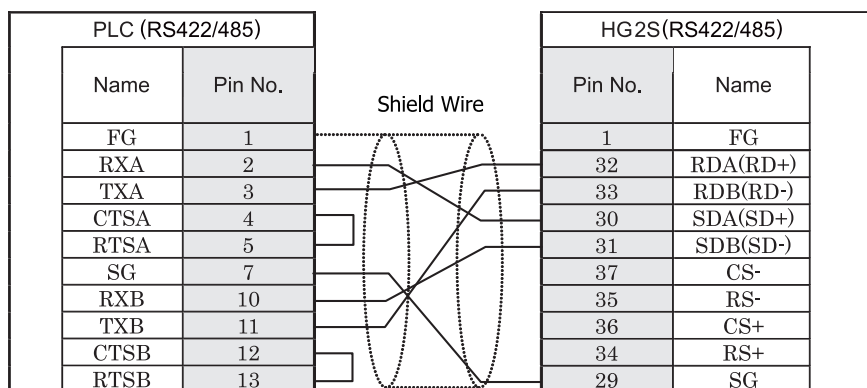 PLC (RS422/485) HG2S(RS422/485)
Name Pin No. Pin No. Name
Shield Wire
FG 1 1 FG
RXA 2 32 RDA(RD+)
TXA 3 33 RDB(RD-)
CTSA 4 30 SDA(SD+)
RTSA 5 31 SDB(SD-)
SG 7 37 CS-
RXB 10 35 RS-
TXB 11 36 CS+
CTSB 12 34 RS+
RTSB 13 29 SG